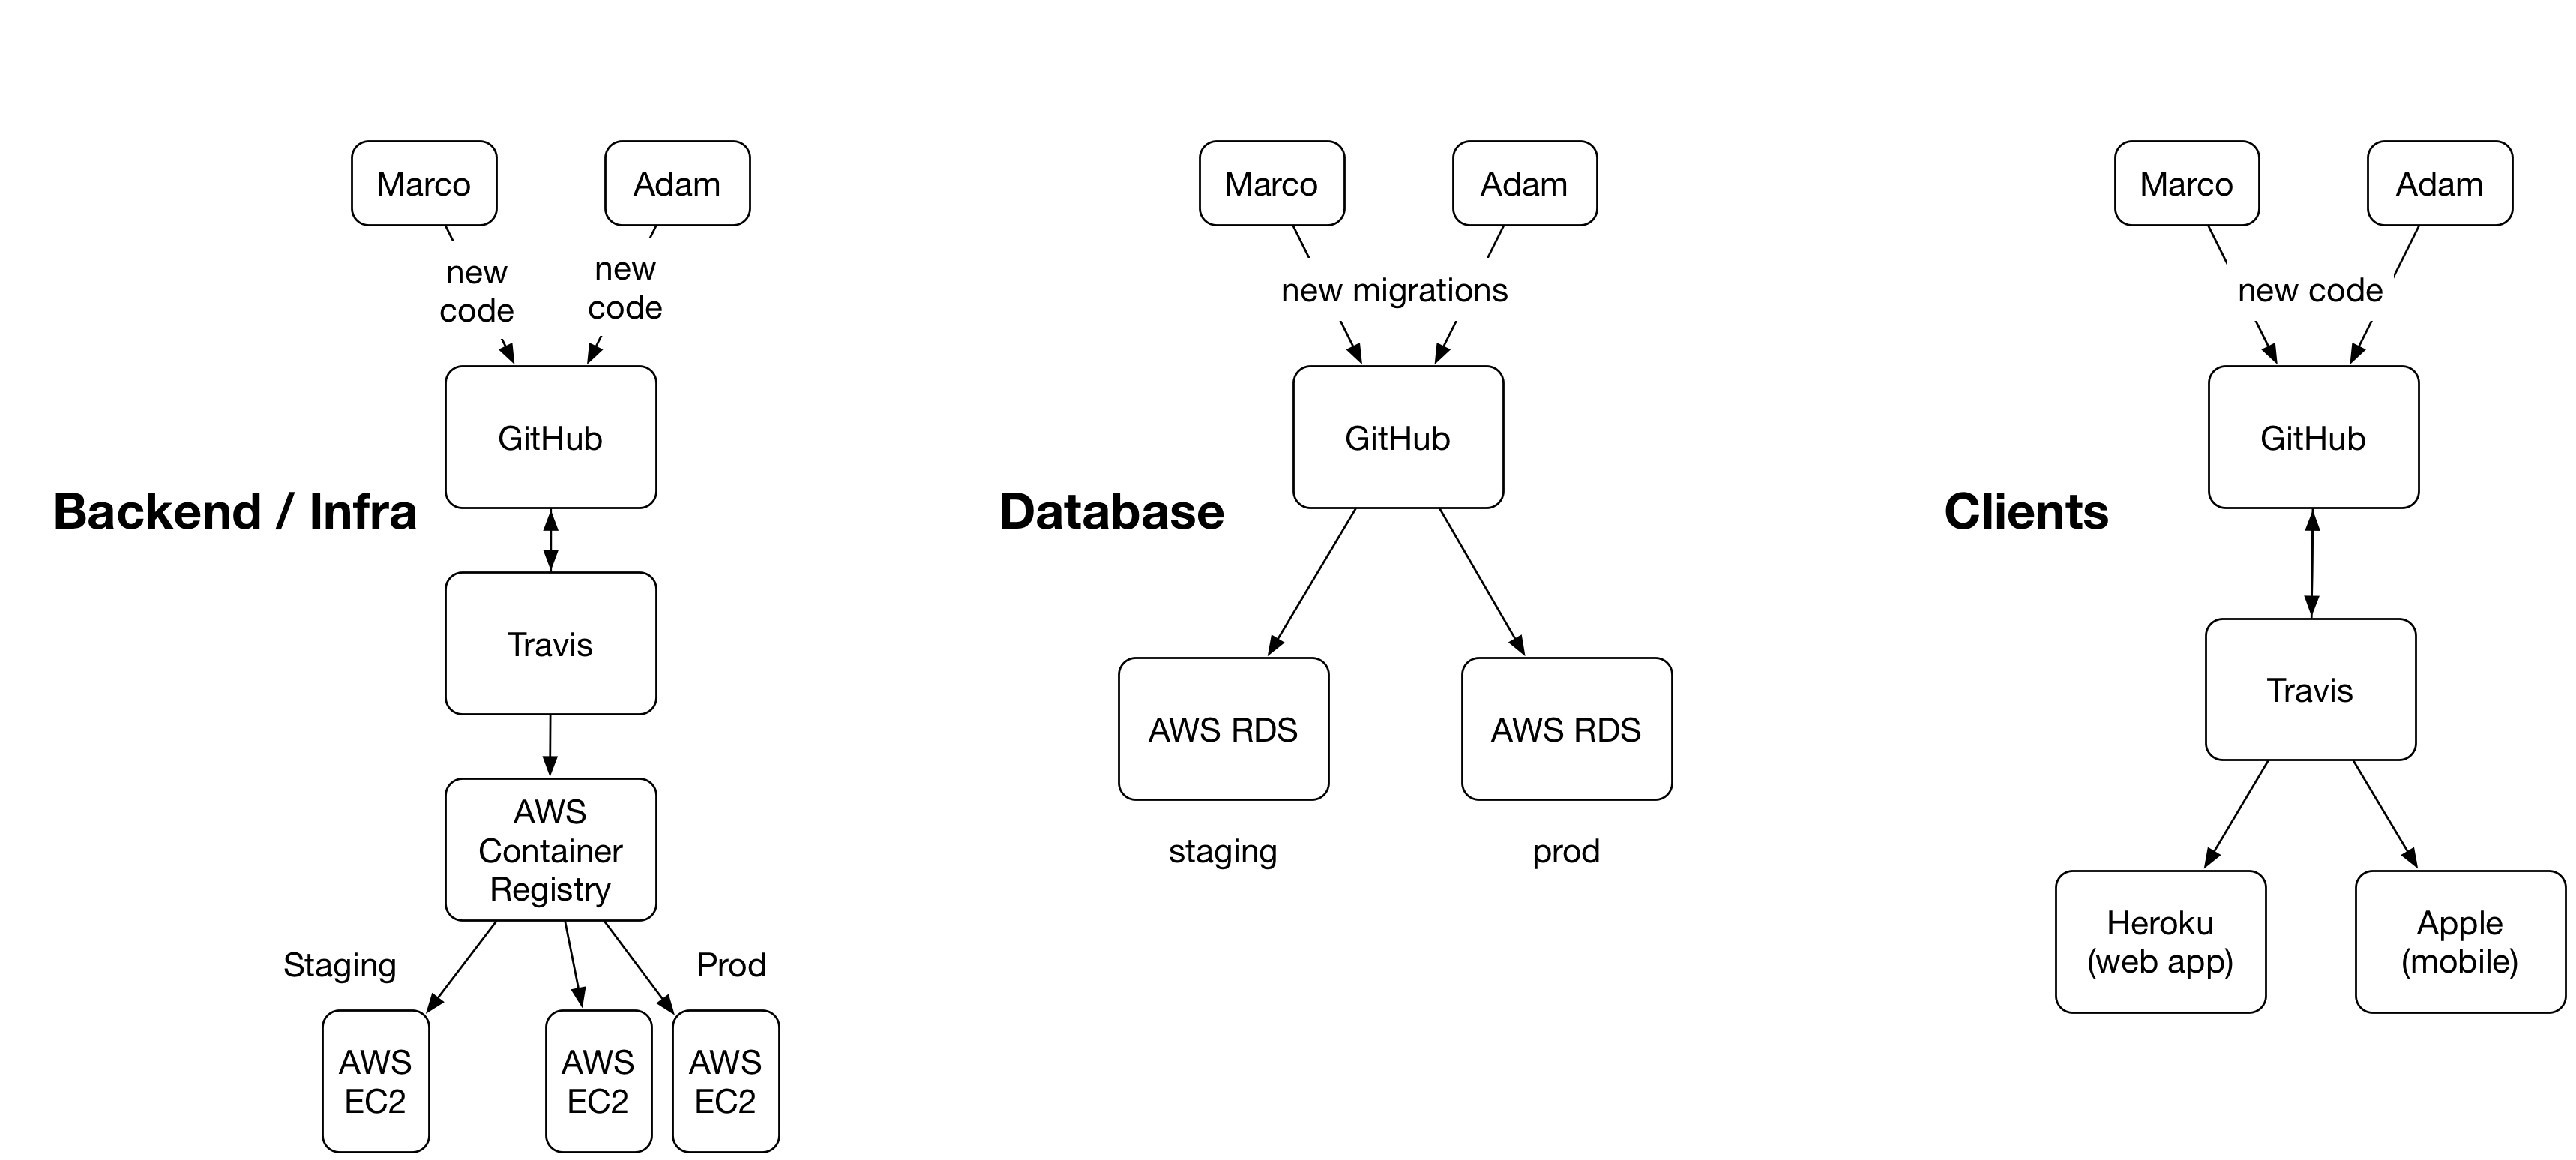 Backend / Infra
Marco
Adam
new
code
new
code
GitHub
Travis
AWS
Container
Registry
Staging
Prod
AWS
EC2
AWS
EC2
AWS
EC2
Database
Marco
Adam
new migrations
GitHub
AWS RDS
AWS RDS
staging
prod
Clients
Marco
Adam
new code
GitHub
Travis
Heroku
(web app)
Apple
(mobile)